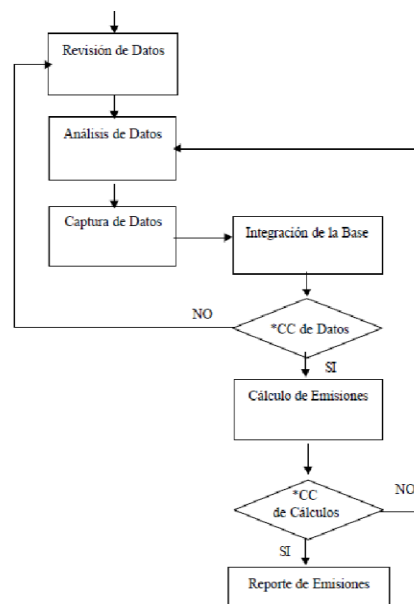 Revisión de Datos
Análisis de Datos
Captura de Datos
Integración de la Base
NO
*CC de Datos
SI
Cálculo de Emisiones
*CC
de Cálculos
NO
SI
Reporte de Emisiones